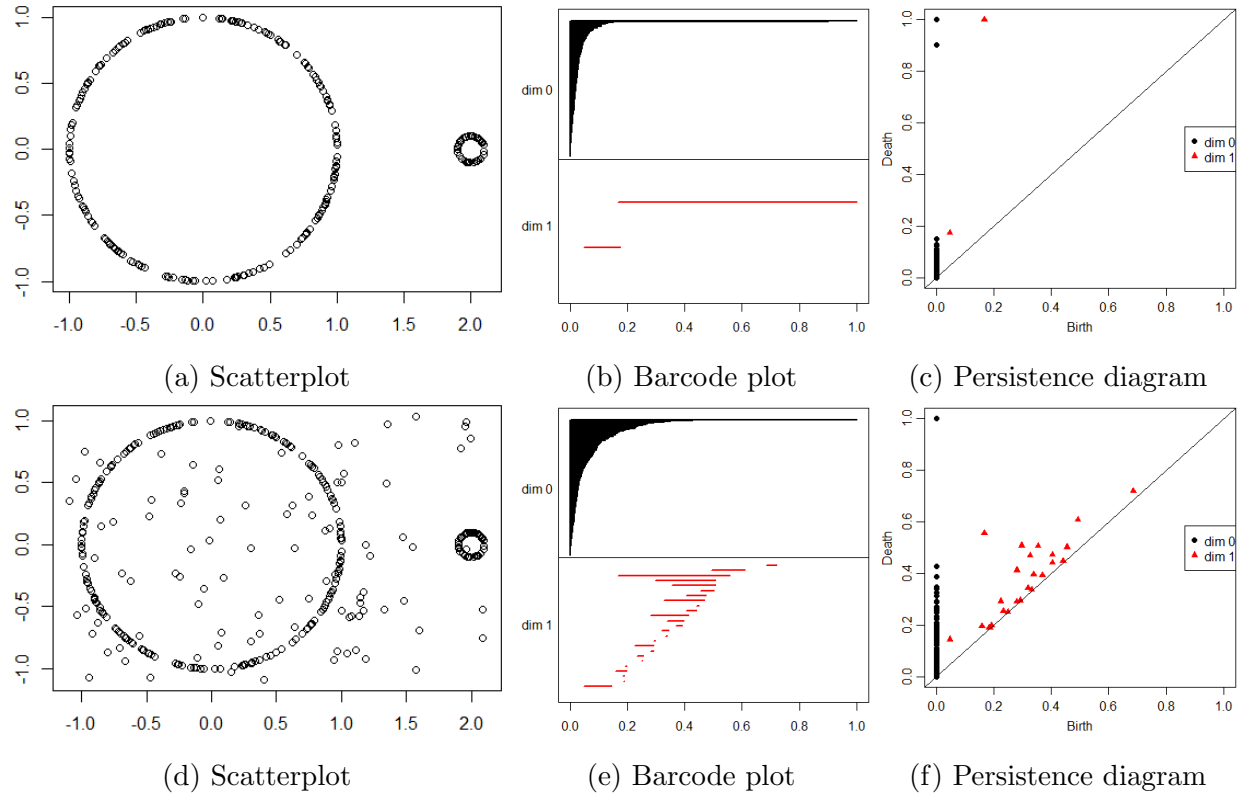 -1.0 -0.5 0.0 0.5 1.0
-1.0 -0.5 0.0 0.5 1.0 1.5 2.0
(a) Scatterplot
dim 0
dim 1
0.0 0.2 0.4 0.6 0.8 1.0
(b) Barcode plot
Death
0.0 0.2 0.4 0.6 0.8 1.0
dim 0
dim 1
0.0 0.2 0.4 0.6 0.8 1.0
Birth
(c) Persistence diagram
-1.0 -0.5 0.0 0.5 1.0
-1.0 -0.5 0.0 0.5 1.0 1.5 2.0
(d) Scatterplot
dim 0
dim 1
0.0 0.2 0.4 0.6 0.8 1.0
(e) Barcode plot
Death
0.0 0.2 0.4 0.6 0.8 1.0
dim 0
dim 1
0.0 0.2 0.4 0.6 0.8 1.0
Birth
(f) Persistence diagram